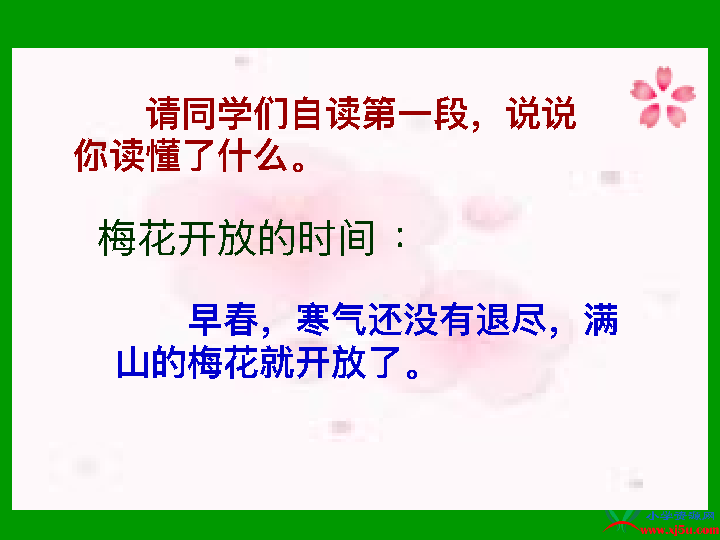 请同学们自读第一段，说说
你读懂了什么。
梅花开放的时间：
早春，寒气还没有退尽，满
山的梅花就开放了。